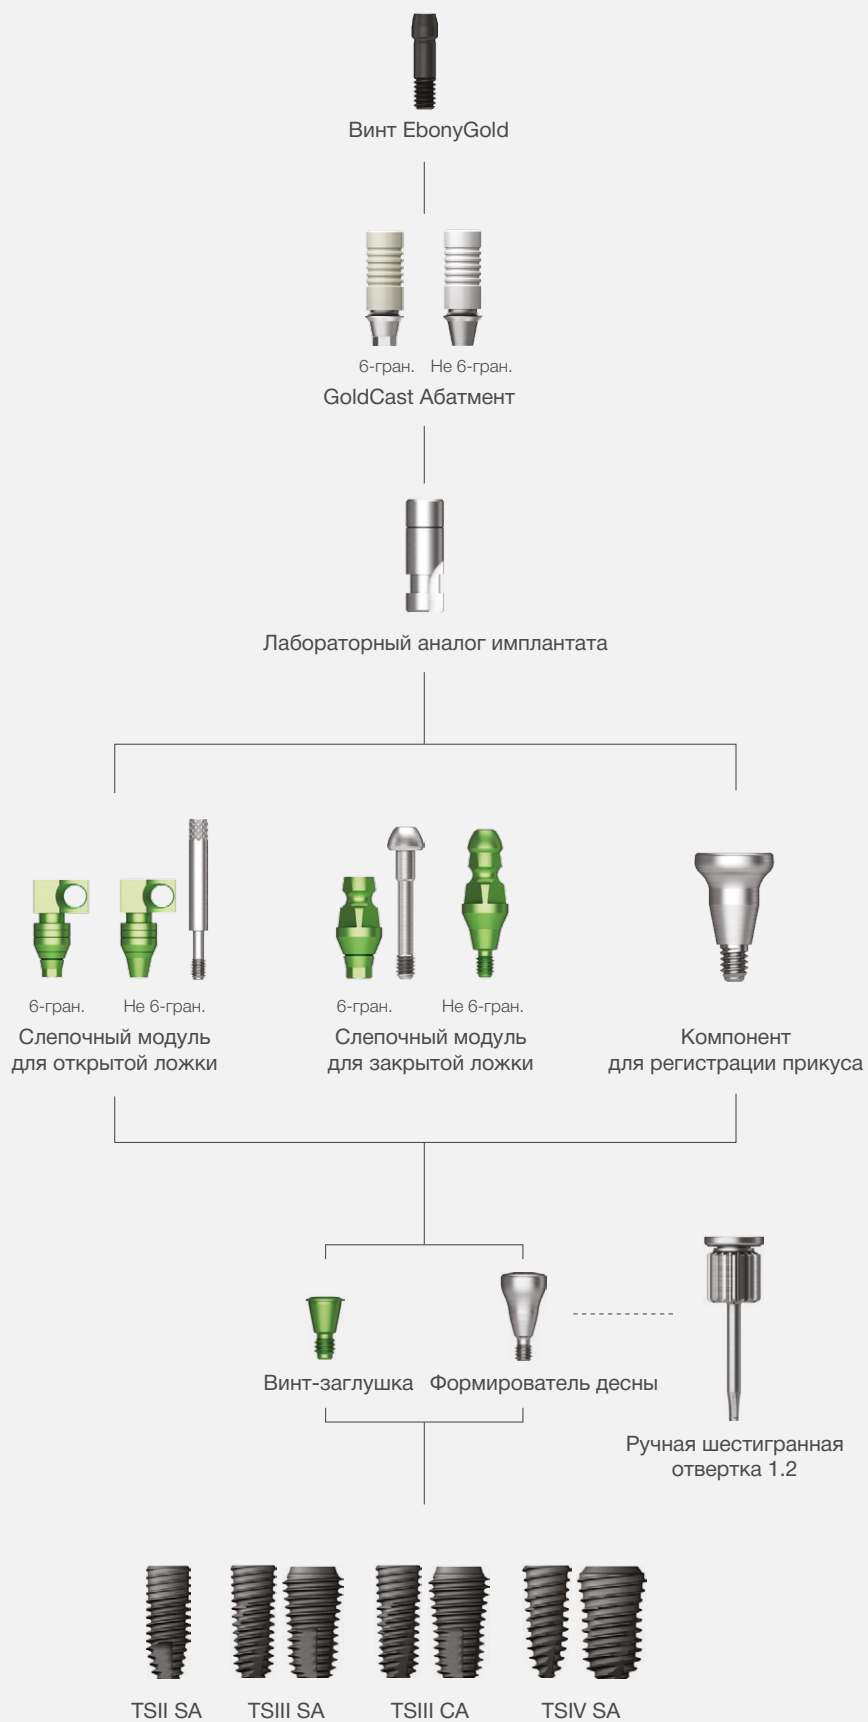 Винт EbonyGold
6-гран. Не 6-гран.
GoldCast Абатмент
Лабораторный аналог имплантата
6-гран. Не 6-гран.
Слепочный модуль
для открытой ложки
6-гран. Не 6-гран.
Слепочный модуль
для закрытой ложки
Компонент
для регистрации прикуса
Винт-заглушка
Формирователь десны
Ручная шестигранная
отвертка 1.2
TSII SA
TSIII SA
TSIII CA
TSIV SA